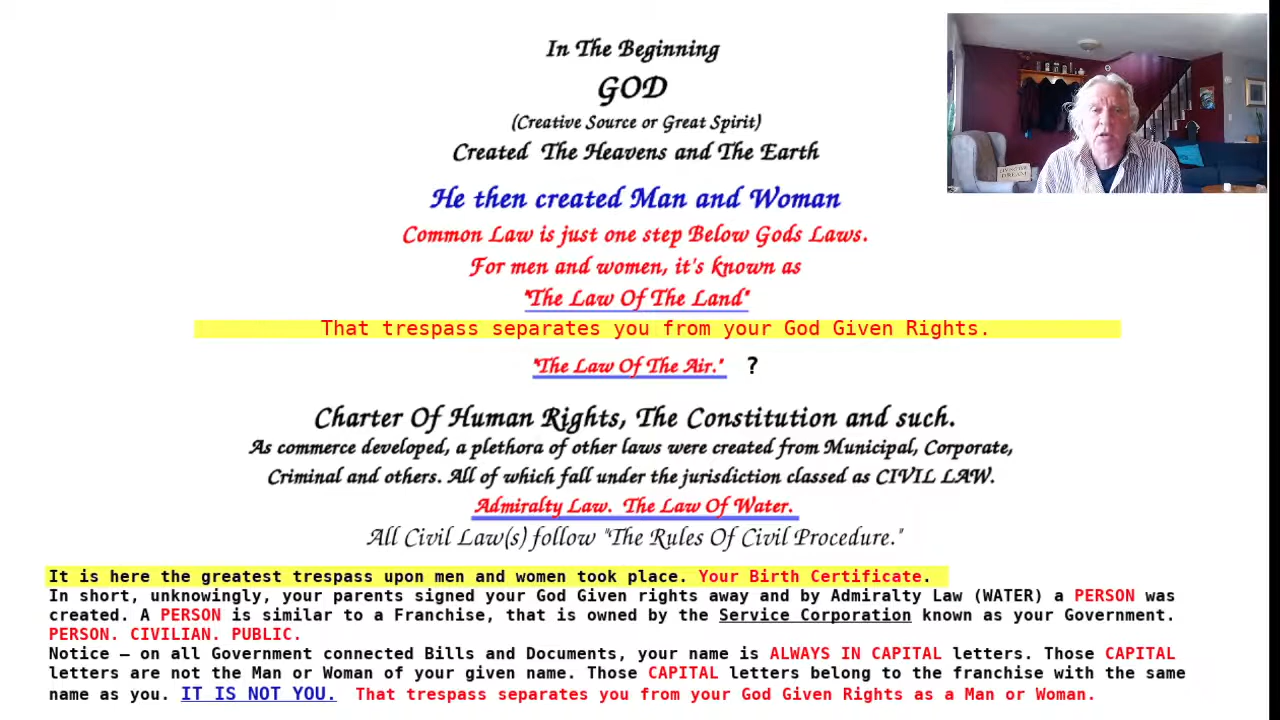 In The Beginning
GOD
(Creative Source or Great Spirit)
Created The Heavens and The Earth
He then created Man and Woman
Common Law is just one step Below Gods Laws.
For men and women, it's known as
"The Law Of The Land"
That trespass separates you from your God Given Rights.
"The Law Of The Air." ?
Charter Of Human Rights, The Constitution and such.
As commerce developed, a plethora of other laws were created from Municipal, Corporate,
Criminal and others. All of which fall under the jurisdiction classed as CIVIL LAW.
Admiralty Law. The Law Of Water.
All Civil Law(s) follow "The Rules Of Civil Procedure."
It is here the greatest trespass upon men and women took place. Your Birth Certificate.
In short, unknowingly, your parents signed your God Given rights away and by Admiralty Law (WATER) a PERSON was
created. A PERSON is similar to a Franchise, that is owned by the Service Corporation known as your Government.
PERSON. CIVILIAN. PUBLIC.
Notice – on all Government connected Bills and Documents, your name is ALWAYS IN CAPITAL letters. Those CAPITAL
letters are not the Man or Woman of your given name. Those CAPITAL letters belong to the franchise with the same
name as you. IT IS NOT YOU. That trespass separates you from your God Given Rights as a Man or Woman.